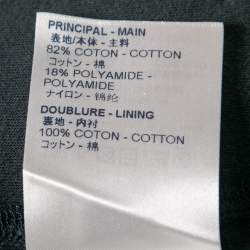 PRINCIPAL - MAIN
表地/本体 - 主料
82% COTON - COTTON
コットン - 棉
18% POLYAMIDE -
POLYAMIDE
ナイロン - 锦纶
DOUBLURE - LINING
裏地 - 内衬
100% COTON - COTTON
コットン - 棉